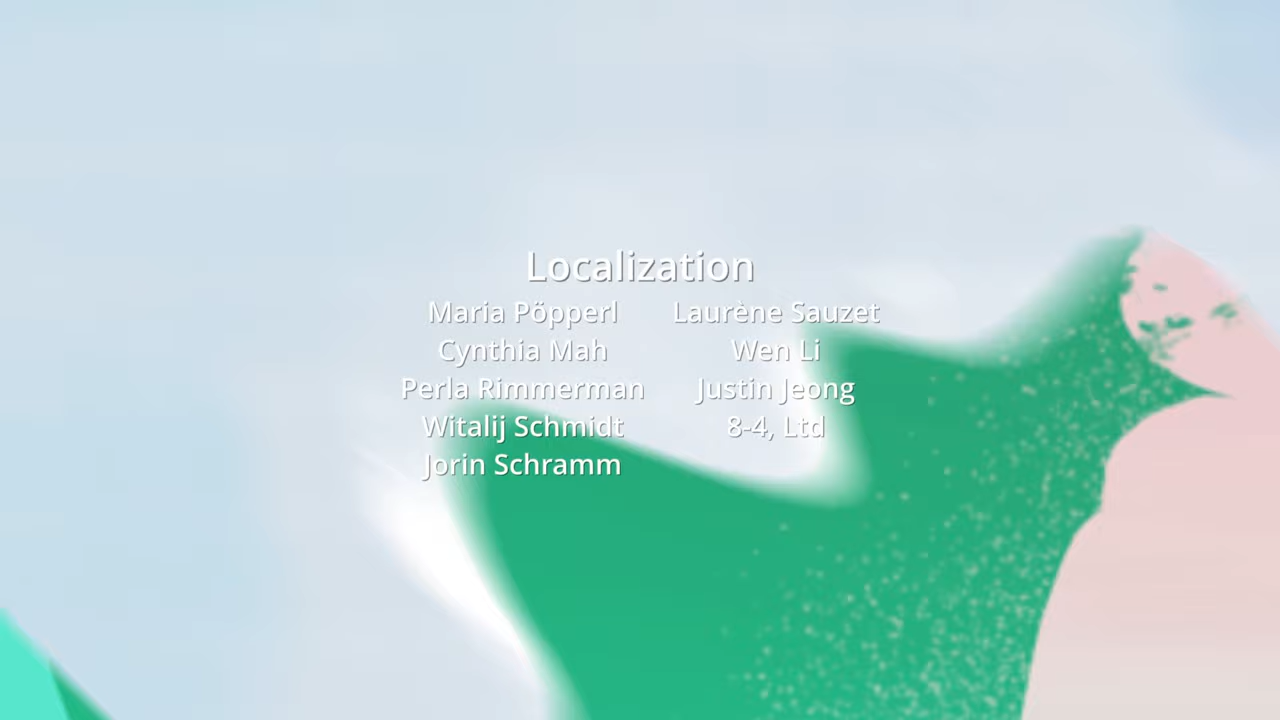 Localization
Maria Pöpperl
Laurène Sauzet
Cynthia Mah
Wen Li
Perla Rimmerman
Justin Jeong
Witalij Schmidt
8-4, Ltd
Jorin Schramm